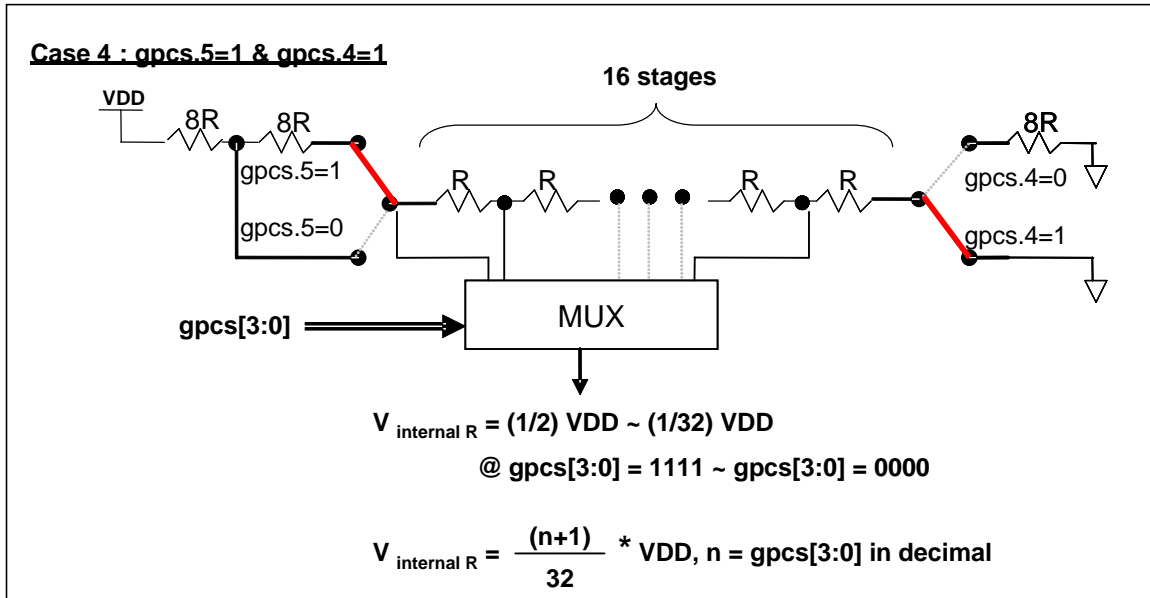 Case 4 : gpcs.5=1 & gpcs.4=1
16 stages
VDD
8R
8R
8R
gpcs.5=1
R
R
R
R
gpcs.4=0
gpcs.5=0
gpcs.4=1
MUX
gpcs[3:0]
V internal R = (1/2) VDD ~ (1/32) VDD
@ gpcs[3:0] = 1111 ~ gpcs[3:0] = 0000
V internal R = (n+1) / 32 * VDD, n = gpcs[3:0] in decimal